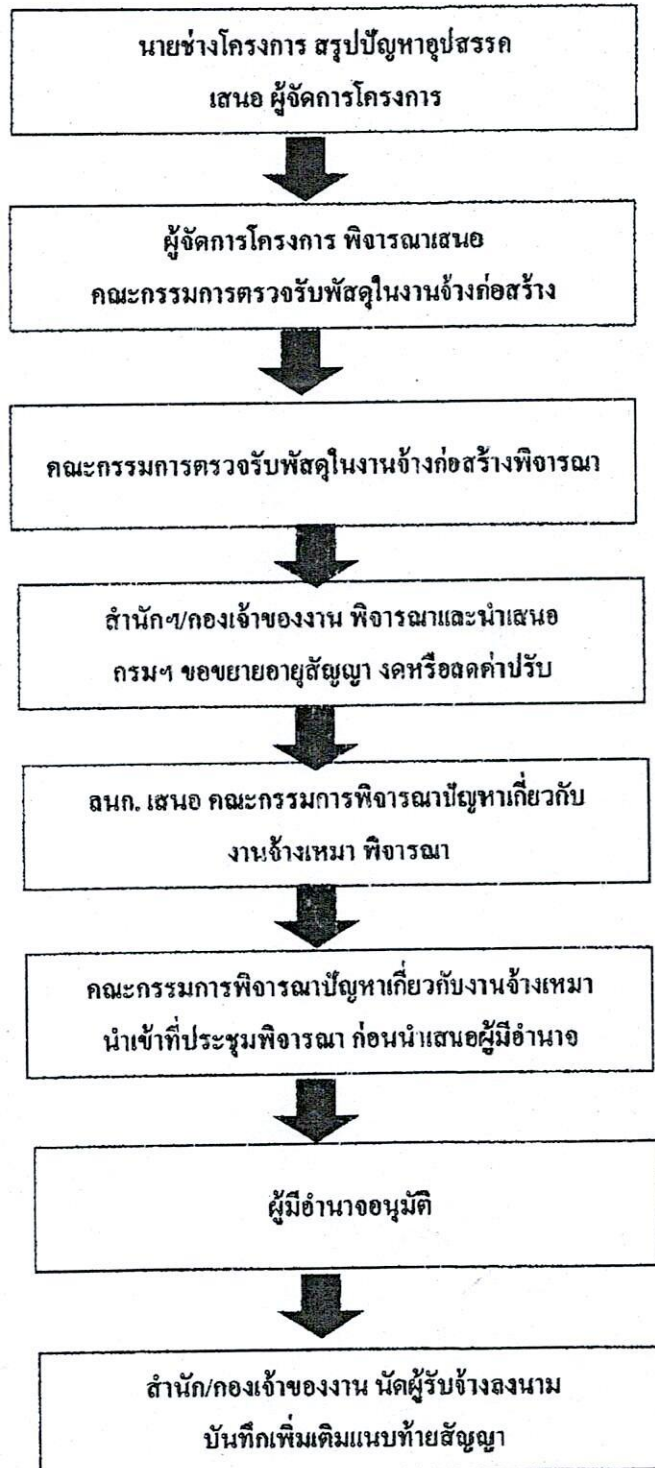 นายช่างโครงการ สรุปปัญหาอุปสรรค
เสนอ ผู้จัดการโครงการ
ผู้จัดการโครงการ พิจารณาเสนอ
คณะกรรมการตรวจรับพัสดุในงานจ้างก่อสร้าง
คณะกรรมการตรวจรับพัสดุในงานจ้างก่อสร้างพิจารณา
สำนักฯ/กองเจ้าของงาน พิจารณาและนำเสนอ
กรมฯ ขอขยายอายุสัญญา งดหรือลดค่าปรับ
ลนก. เสนอ คณะกรรมการพิจารณาปัญหาเกี่ยวกับ
งานจ้างเหมา พิจารณา
คณะกรรมการพิจารณาปัญหาเกี่ยวกับงานจ้างเหมา
นำเข้าที่ประชุมพิจารณา ก่อนนำเสนอผู้มีอำนาจ
ผู้มีอำนาจอนุมัติ
สำนัก/กองเจ้าของงาน นัดผู้รับจ้างลงนาม
บันทึกเพิ่มเติมแนบท้ายสัญญา